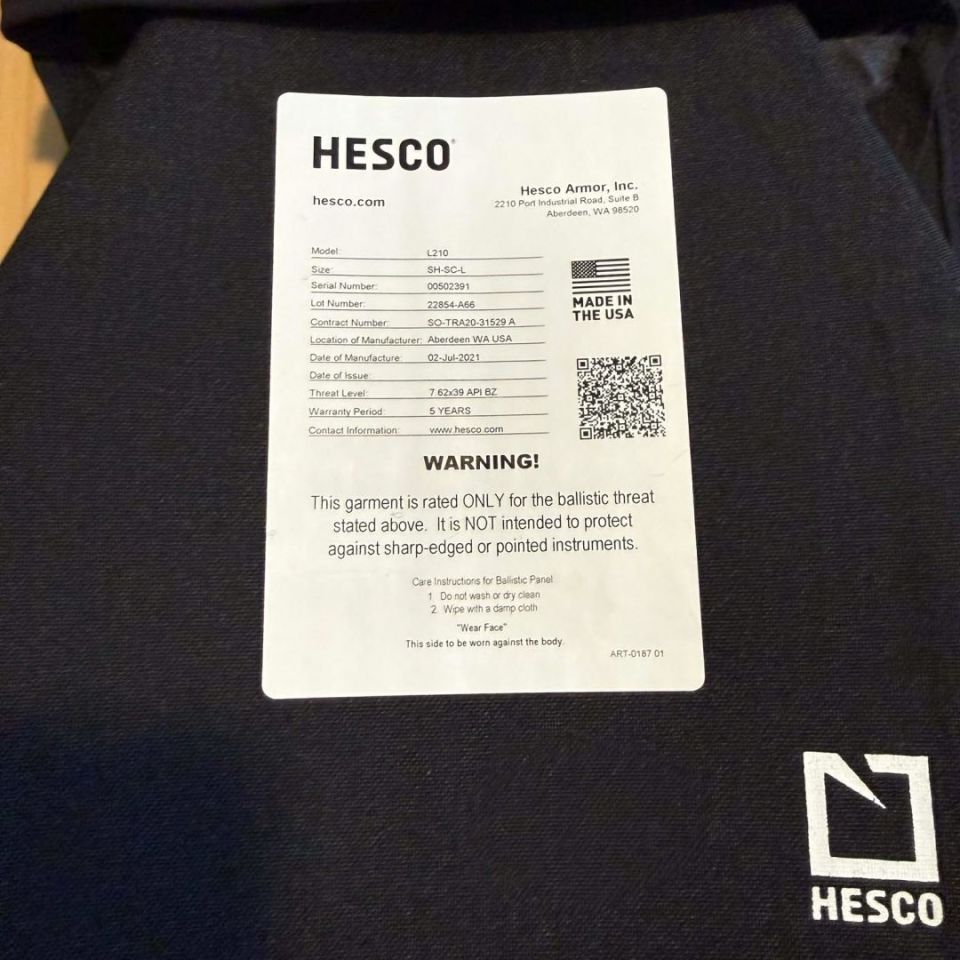 HESCO®
hesco.com
Hesco Armor, Inc.
2210 Port Industrial Road, Suite B
Aberdeen, WA 98520
Model: L210
Size: SH-SC-L
Serial Number: 00502391
Lot Number: 22854-A66
Contract Number: SO-TRA20-31529 A
Location of Manufacturer: Aberdeen WA USA
Date of Manufacture: 02-Jul-2021
Date of Issue:
Threat Level: 7.62x39 API BZ
Warranty Period: 5 YEARS
Contact Information: www.hesco.com
MADE IN
THE USA
WARNING!
This garment is rated ONLY for the ballistic threat
stated above. It is NOT intended to protect
against sharp-edged or pointed instruments.
Care Instructions for Ballistic Panel
1. Do not wash or dry clean
2. Wipe with a damp cloth
"Wear Face"
This side to be worn against the body.
ART-0187 01
HESCO